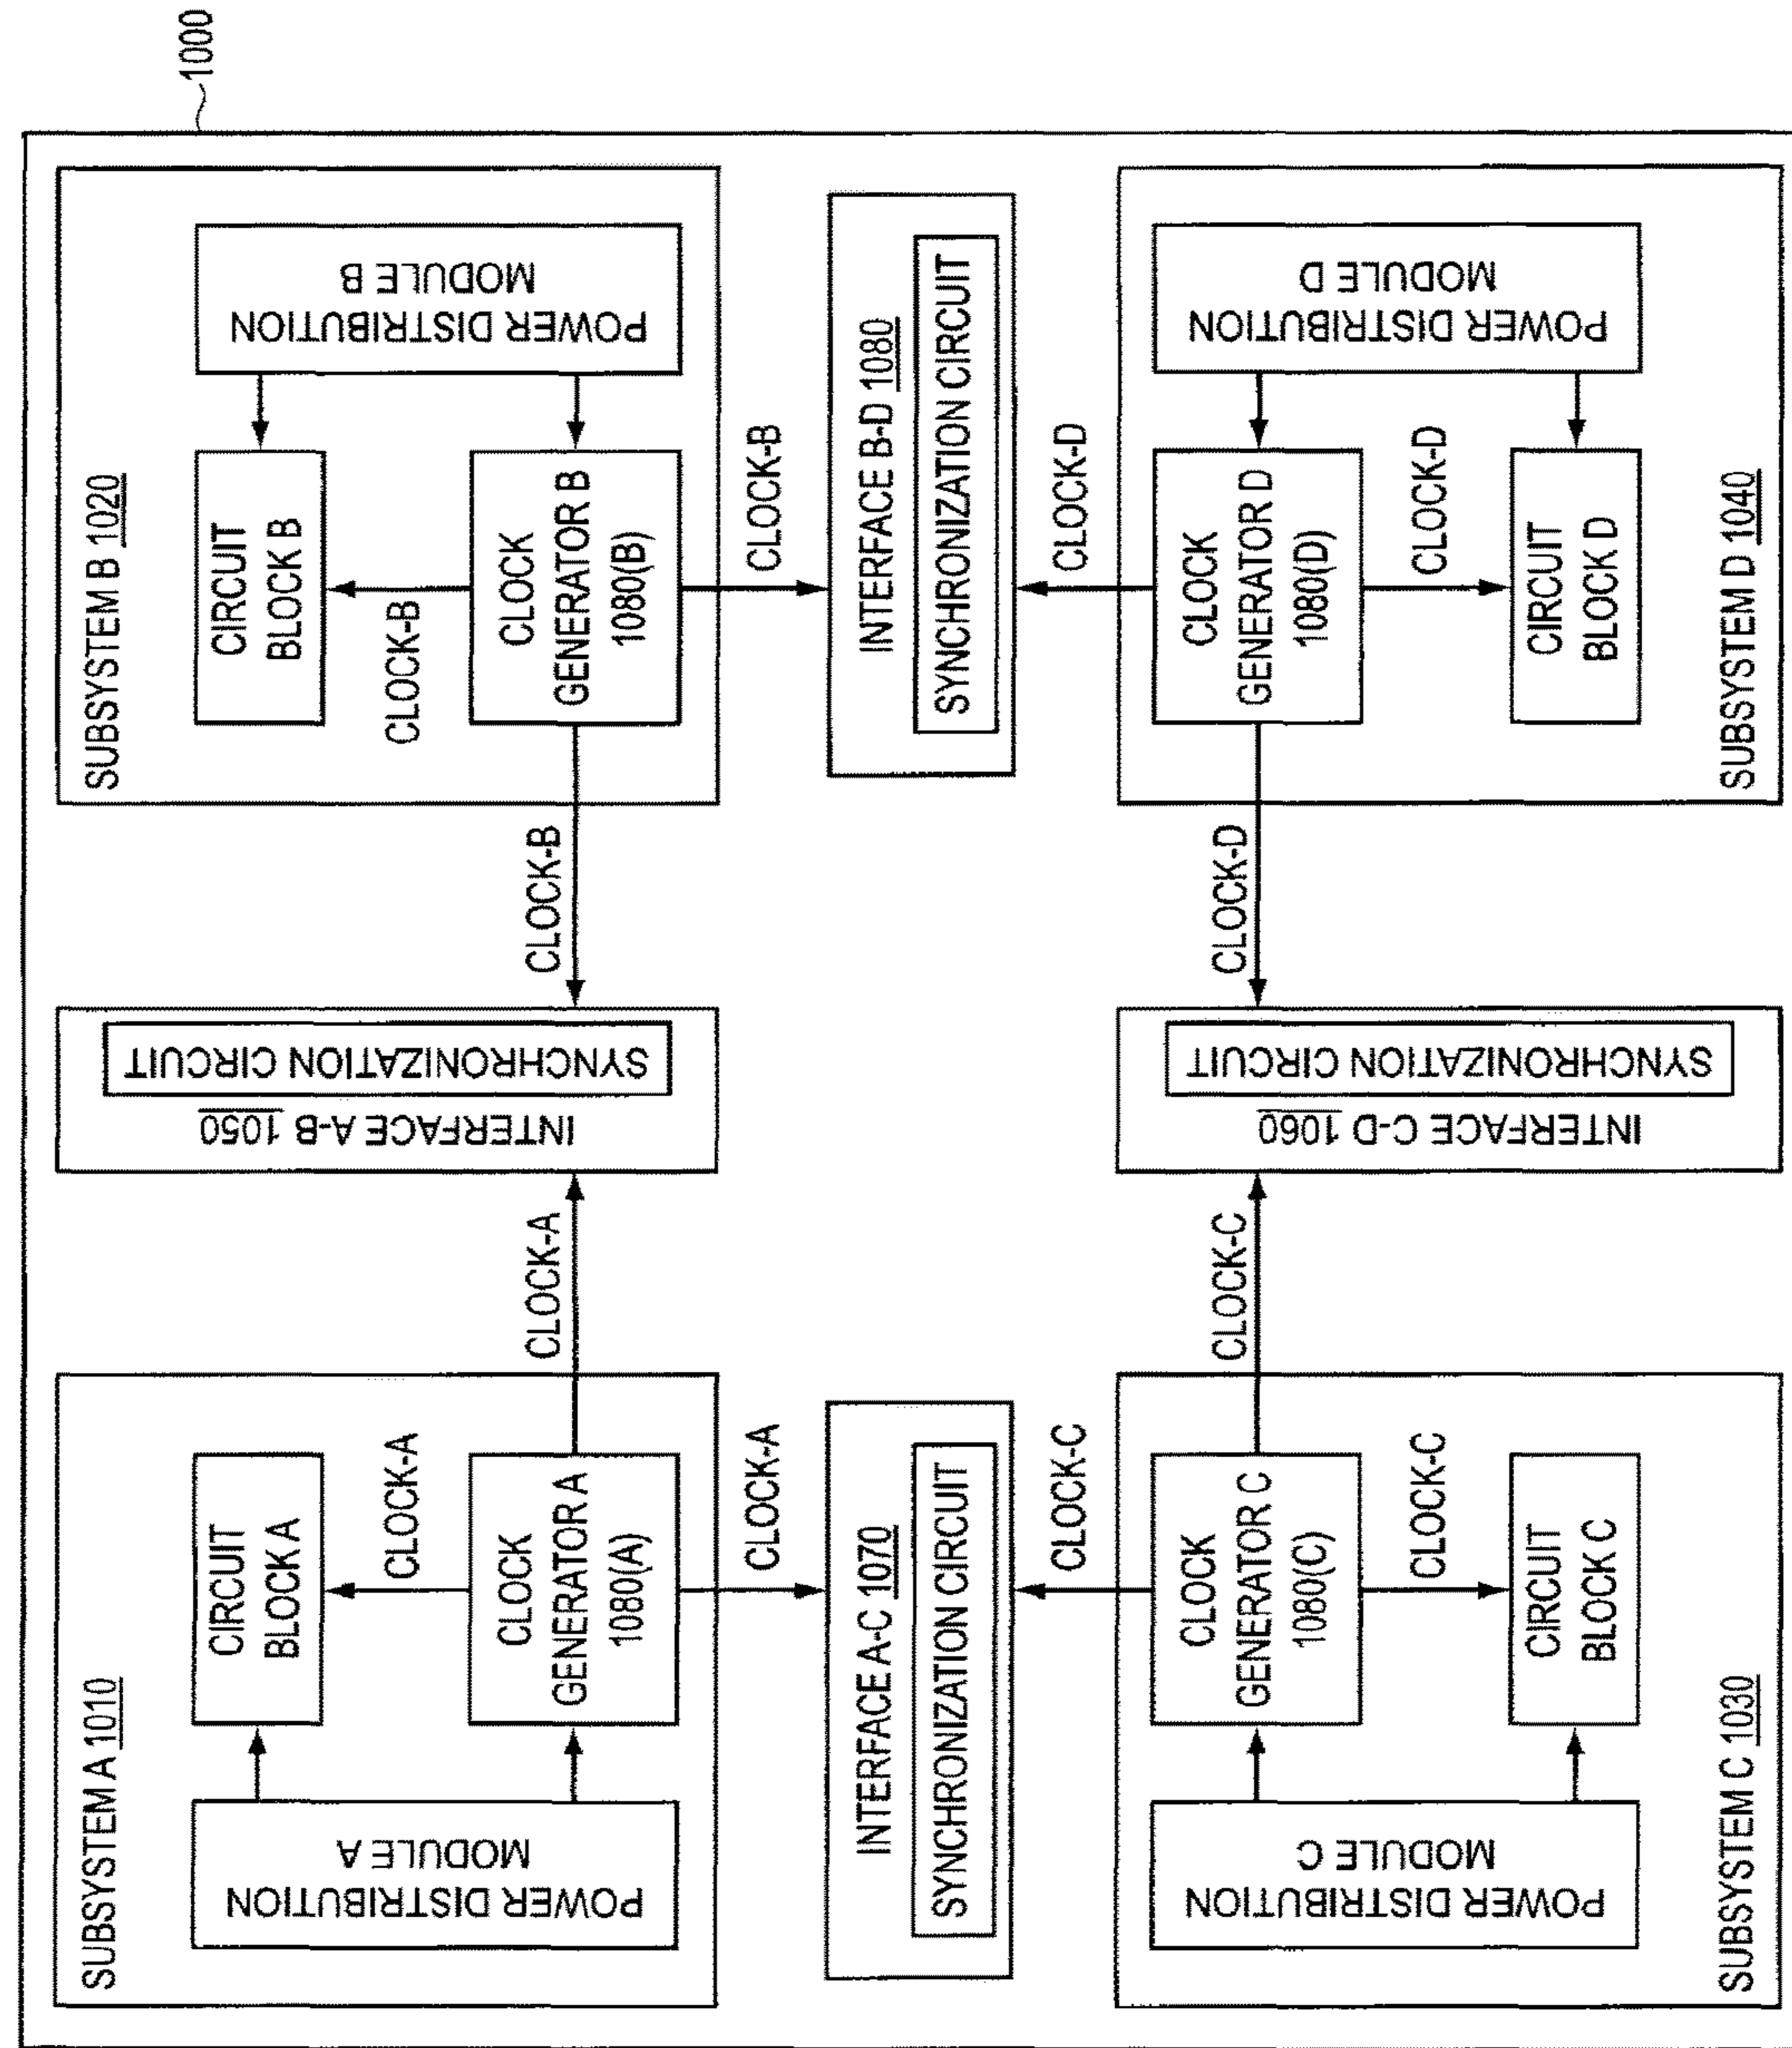 1000
SUBSYSTEM A 1010
POWER DISTRIBUTION
MODULE A
CIRCUIT
BLOCK A
CLOCK-A
CLOCK
GENERATOR A
1080(A)
CLOCK-A
CLOCK-A
INTERFACE A-B 1050
SYNCHRONIZATION CIRCUIT
CLOCK-B
SUBSYSTEM B 1020
CIRCUIT
BLOCK B
CLOCK-B
CLOCK
GENERATOR B
1080(B)
POWER DISTRIBUTION
MODULE B
CLOCK-B
INTERFACE A-C 1070
SYNCHRONIZATION CIRCUIT
INTERFACE B-D 1080
SYNCHRONIZATION CIRCUIT
CLOCK-C
CLOCK-D
POWER DISTRIBUTION
MODULE C
CLOCK
GENERATOR C
1080(C)
CLOCK-C
CIRCUIT
BLOCK C
SUBSYSTEM C 1030
CLOCK-C
INTERFACE C-D 1060
SYNCHRONIZATION CIRCUIT
CLOCK-D
CLOCK
GENERATOR D
1080(D)
CLOCK-D
CIRCUIT
BLOCK D
POWER DISTRIBUTION
MODULE D
SUBSYSTEM D 1040